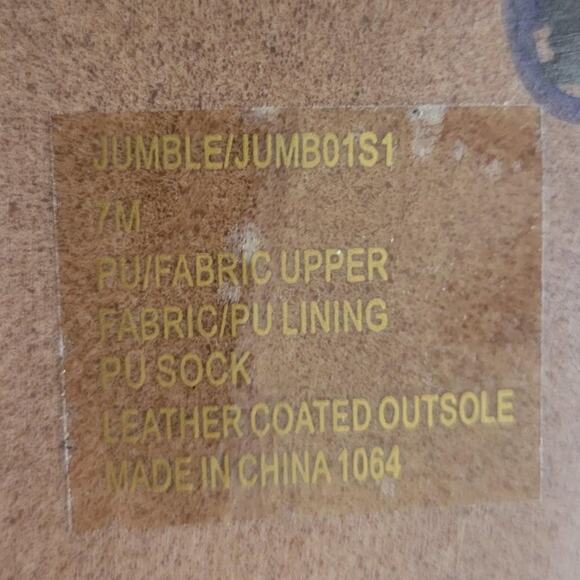 JUMBLE/JUMB01S1
7M
PU/FABRIC UPPER
FABRIC/PU LINING
PU SOCK
LEATHER COATED OUTSOLE
MADE IN CHINA 1064